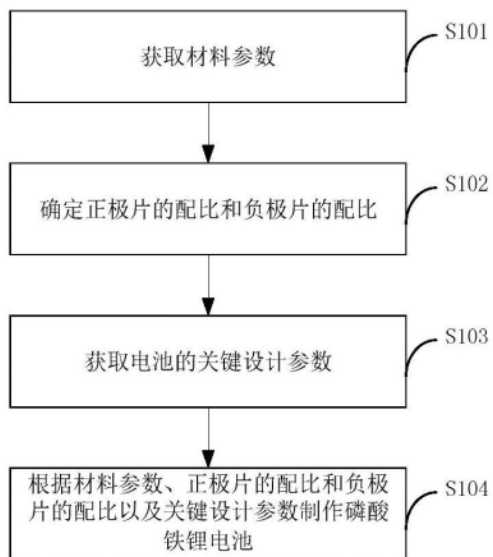 S101
获取材料参数
S102
确定正极片的配比和负极片的配比
S103
获取电池的关键设计参数
S104
根据材料参数、正极片的配比和负极
片的配比以及关键设计参数制作磷酸
铁锂电池